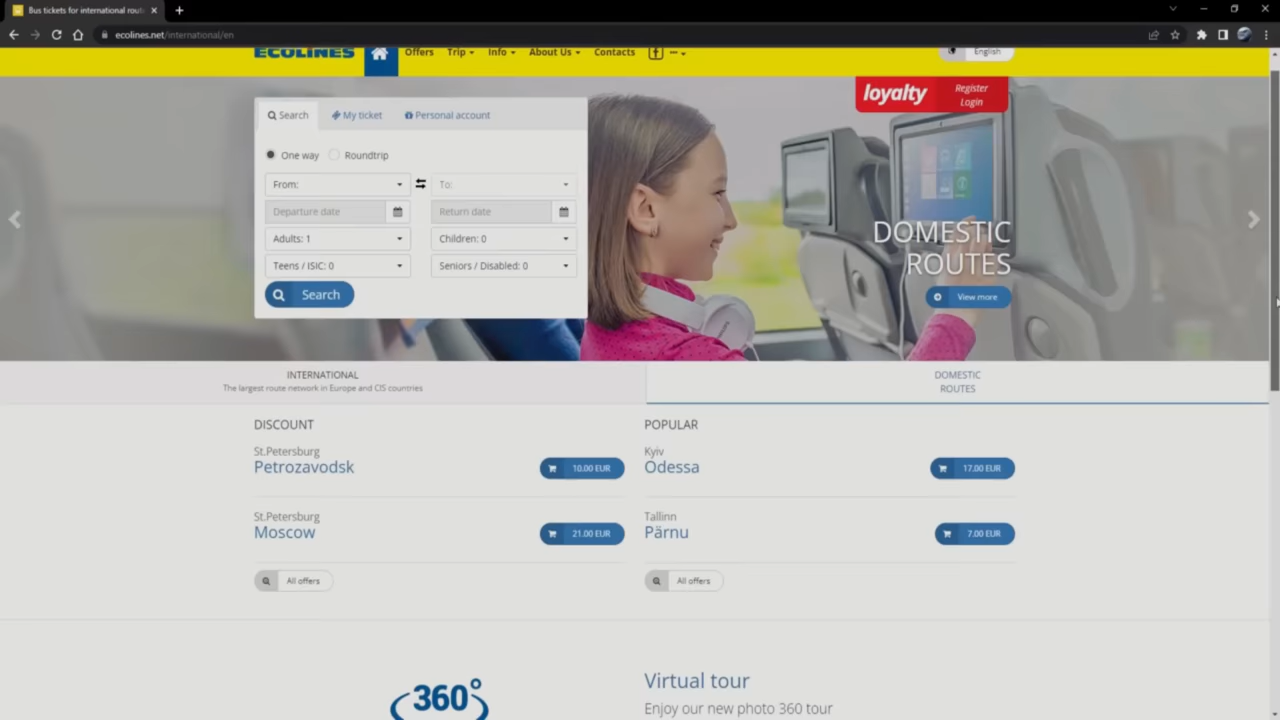 Bus tickets for international rout
ecolines.net/international/en
ECOLINES
Offers
Trip
Info
About Us
Contacts
English
loyalty
Register
Login
Search
My ticket
Personal account
One way
Roundtrip
From:
To:
Departure date
Return date
Adults: 1
Children: 0
Teens / ISIC: 0
Seniors / Disabled: 0
Search
DOMESTIC
ROUTES
View more
INTERNATIONAL
The largest route network in Europe and CIS countries
DOMESTIC
ROUTES
DISCOUNT
St.Petersburg
Petrozavodsk
10.00 EUR
St.Petersburg
Moscow
21.00 EUR
All offers
POPULAR
Kyiv
Odessa
17.00 EUR
Tallinn
Pärnu
7.00 EUR
All offers
360°
Virtual tour
Enjoy our new photo 360 tour